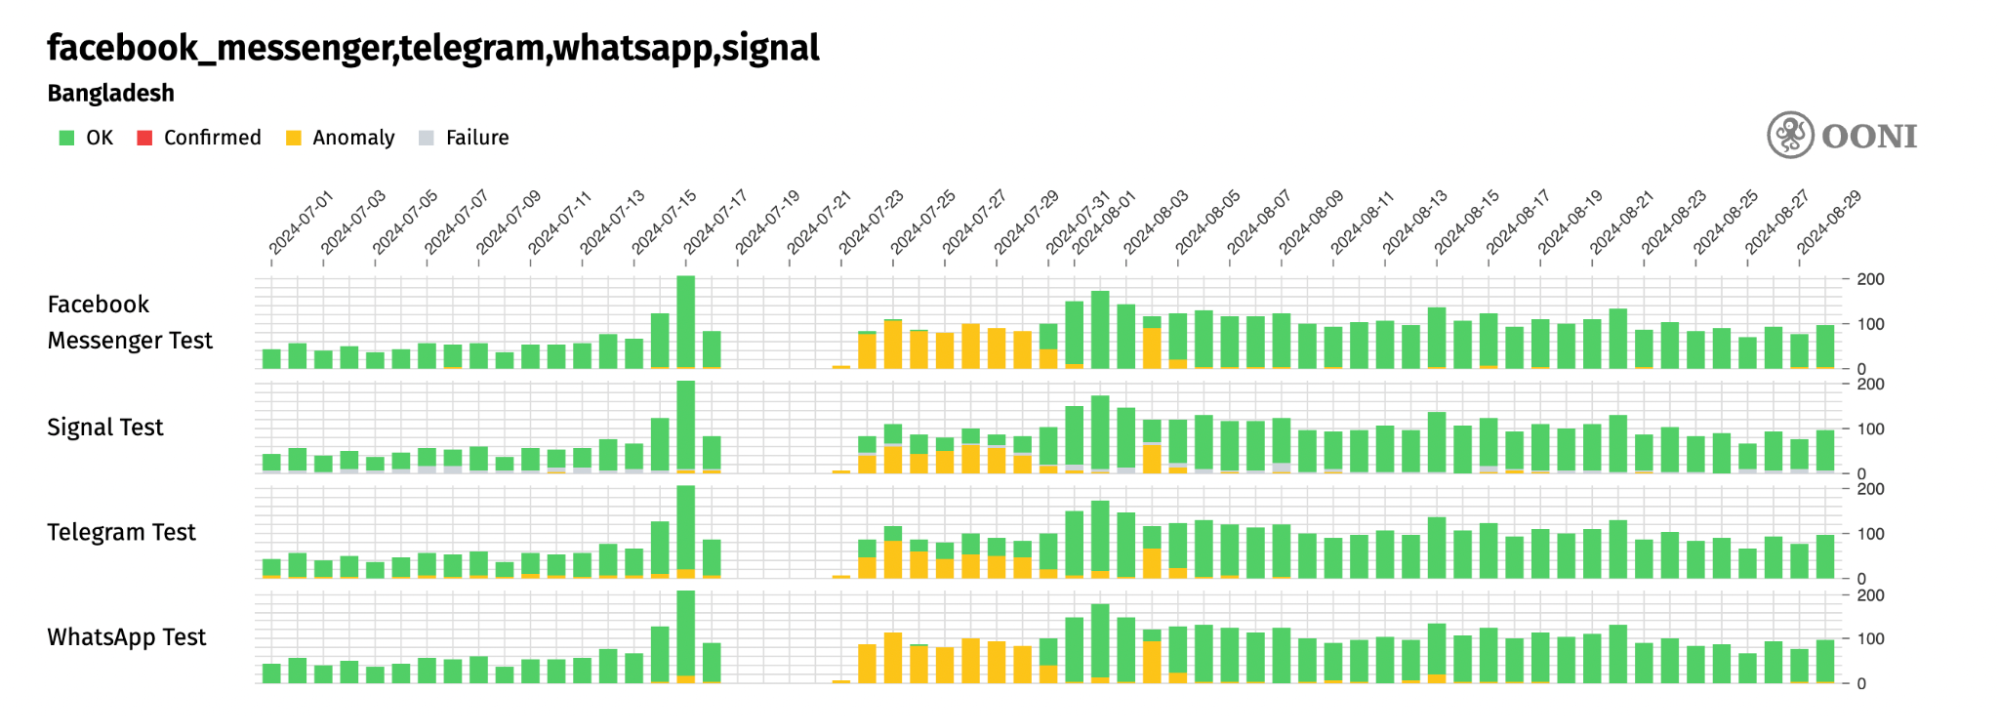 facebook_messenger,telegram,whatsapp,signal
Bangladesh
OK Confirmed Anomaly Failure
OONI
2024-07-01 2024-07-03 2024-07-05 2024-07-07 2024-07-09 2024-07-11 2024-07-13 2024-07-15 2024-07-17 2024-07-19 2024-07-21 2024-07-23 2024-07-25 2024-07-27 2024-07-29 2024-07-31 2024-08-01 2024-08-03 2024-08-05 2024-08-07 2024-08-09 2024-08-11 2024-08-13 2024-08-15 2024-08-17 2024-08-19 2024-08-21 2024-08-23 2024-08-25 2024-08-27 2024-08-29
200
Facebook
100
Messenger Test
0
200
Signal Test
100
0
200
Telegram Test
100
0
200
WhatsApp Test
100
0